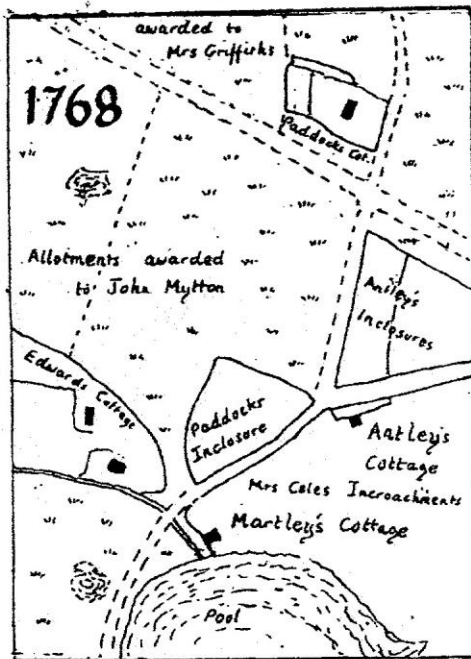 awarded to
Mrs Griffiths
1768
Paddocks Cot.
Allotments awarded
to John Mytton
Antley's
Inclosures
Edwards Cottage
Paddocks
Inclosure
Aatley's
Cottage
Mrs Coles Incroachments
Martley's Cottage
Pool